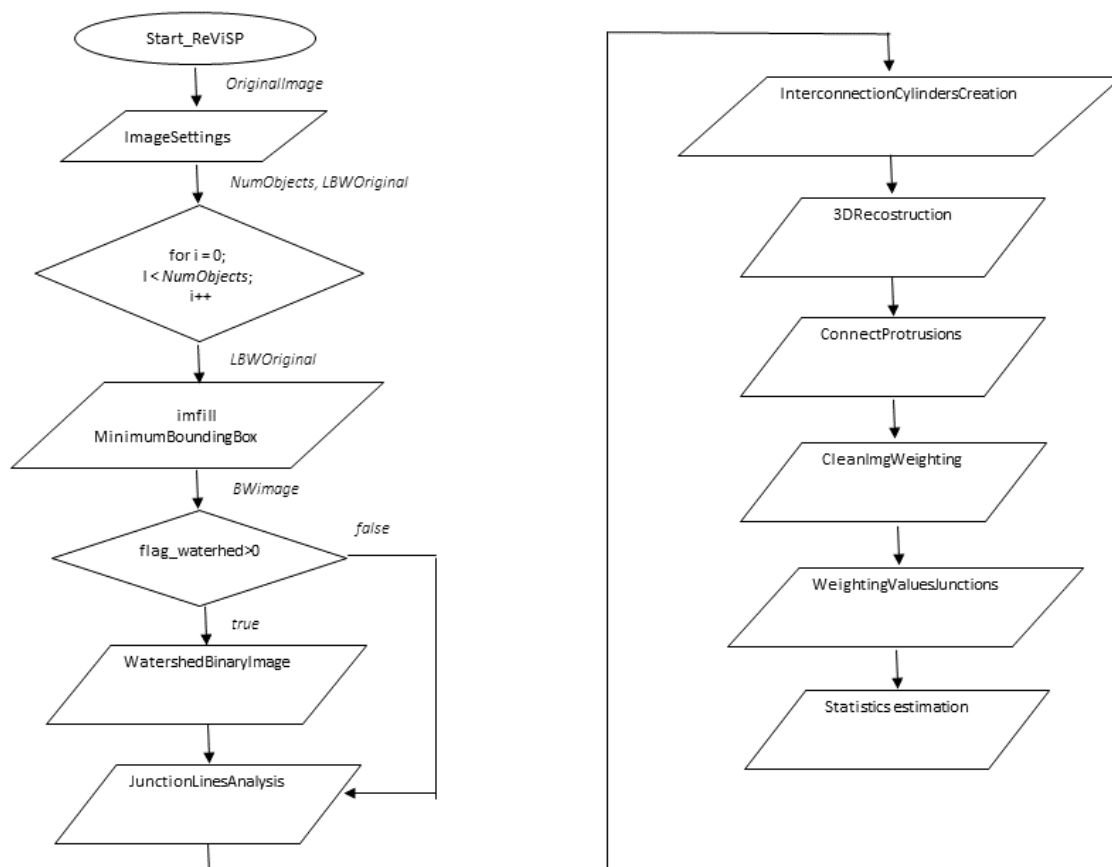 Start_ReViSP
OriginalImage
ImageSettings
NumObjects, LBWOriginal
for i = 0;
I < NumObjects;
i++
LBWOriginal
imfill
MinimumBoundingBox
BWimage
false
flag_waterhed>0
true
WatershedBinaryImage
JunctionLinesAnalysis
InterconnectionCylindersCreation
3DRecostruction
ConnectProtrusions
CleanImgWeighting
WeightingValuesJunctions
Statistics estimation